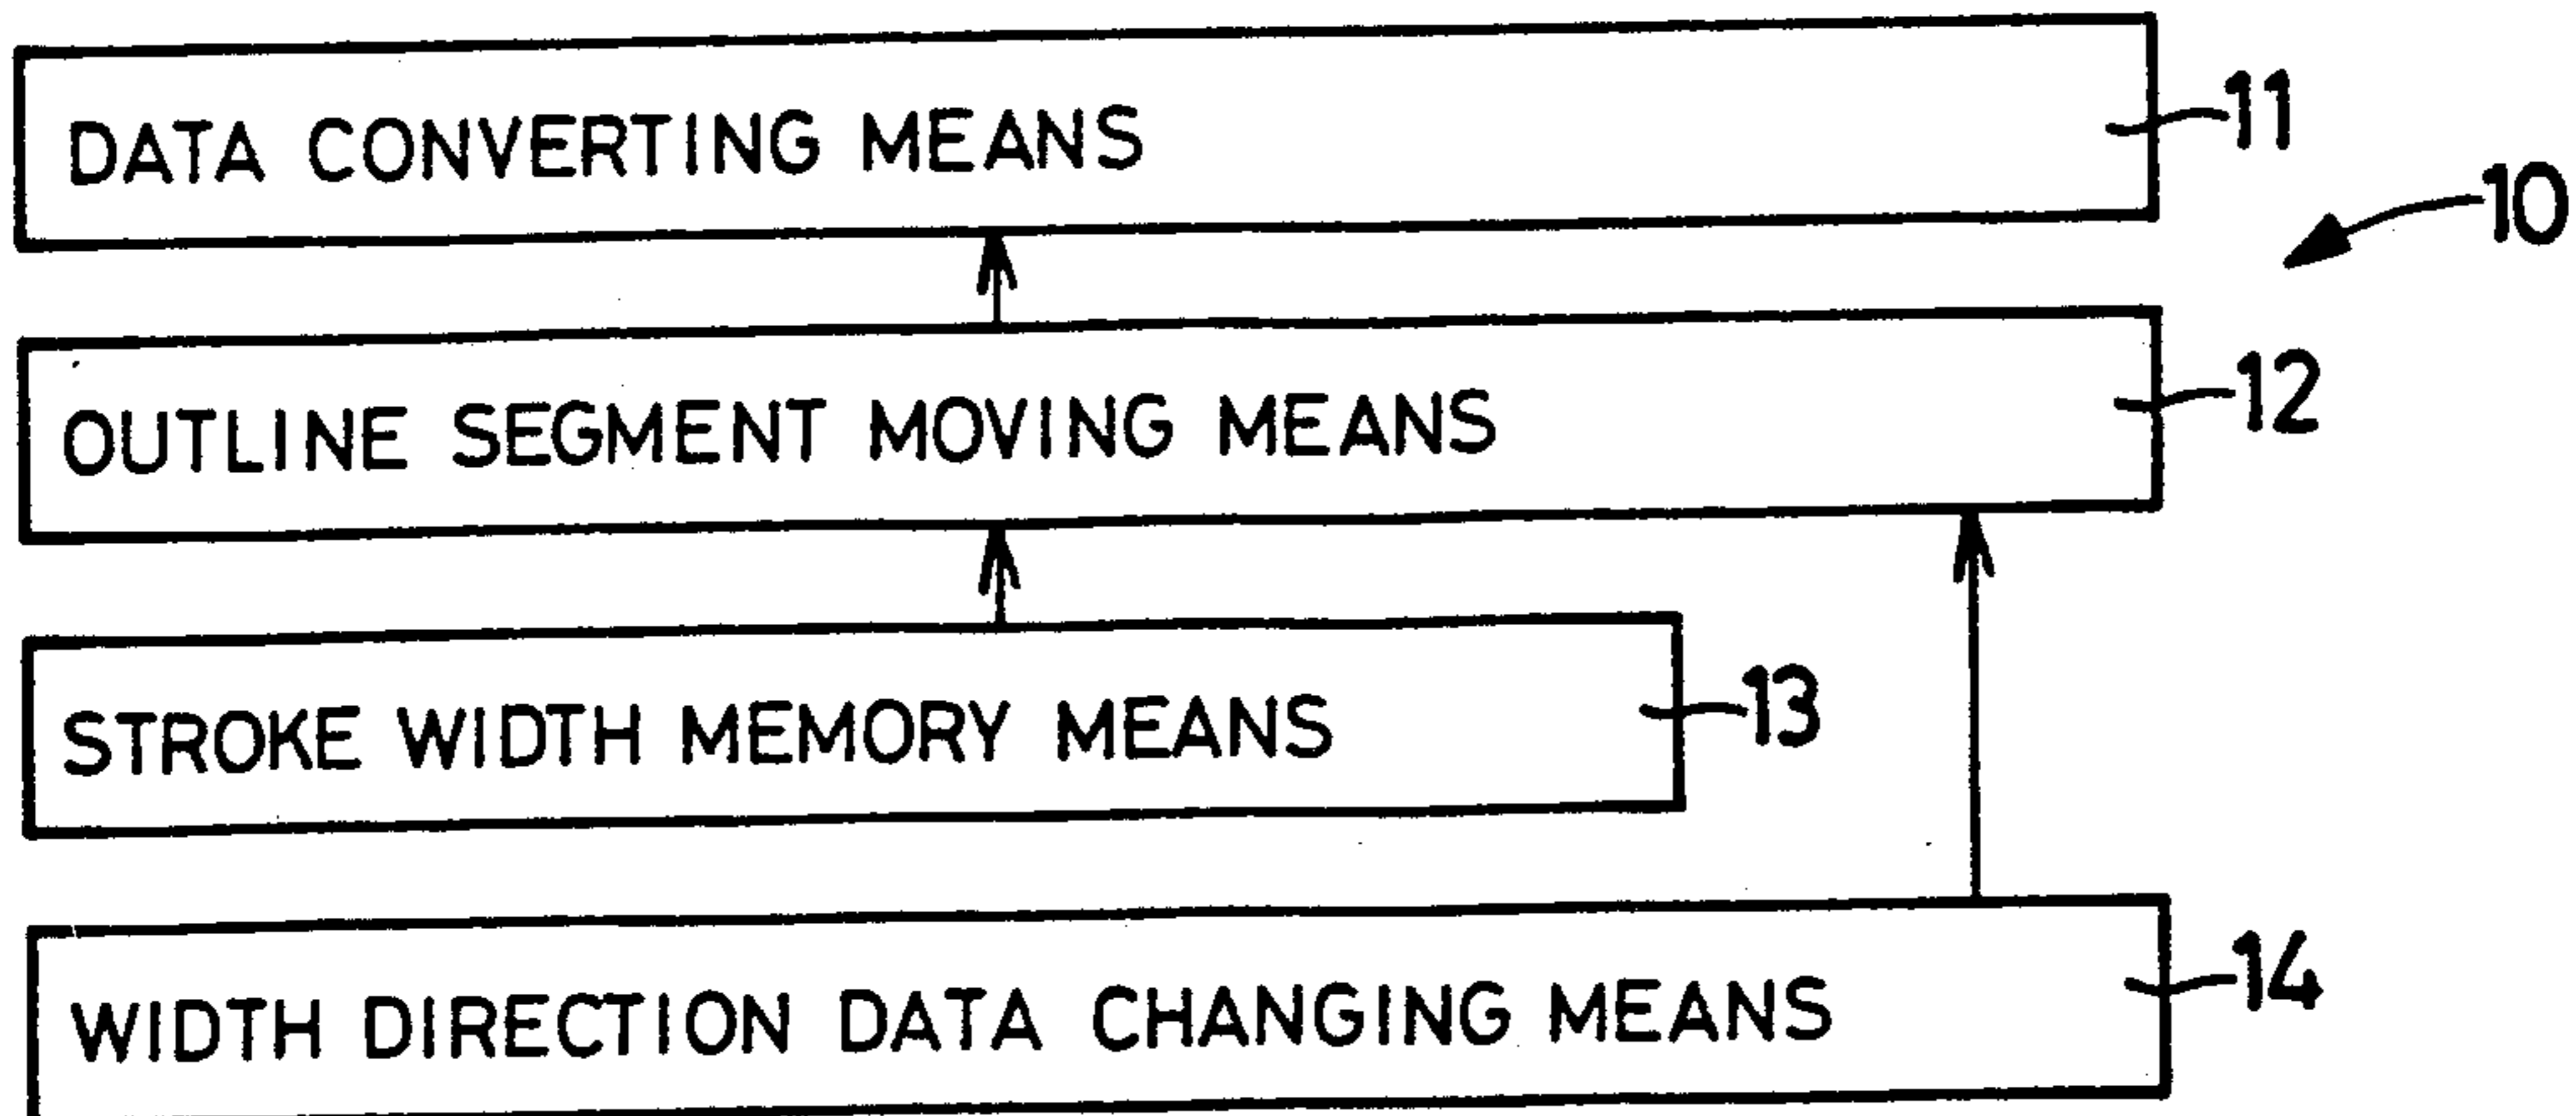 DATA CONVERTING MEANS
11
10
OUTLINE SEGMENT MOVING MEANS
12
STROKE WIDTH MEMORY MEANS
13
WIDTH DIRECTION DATA CHANGING MEANS
14